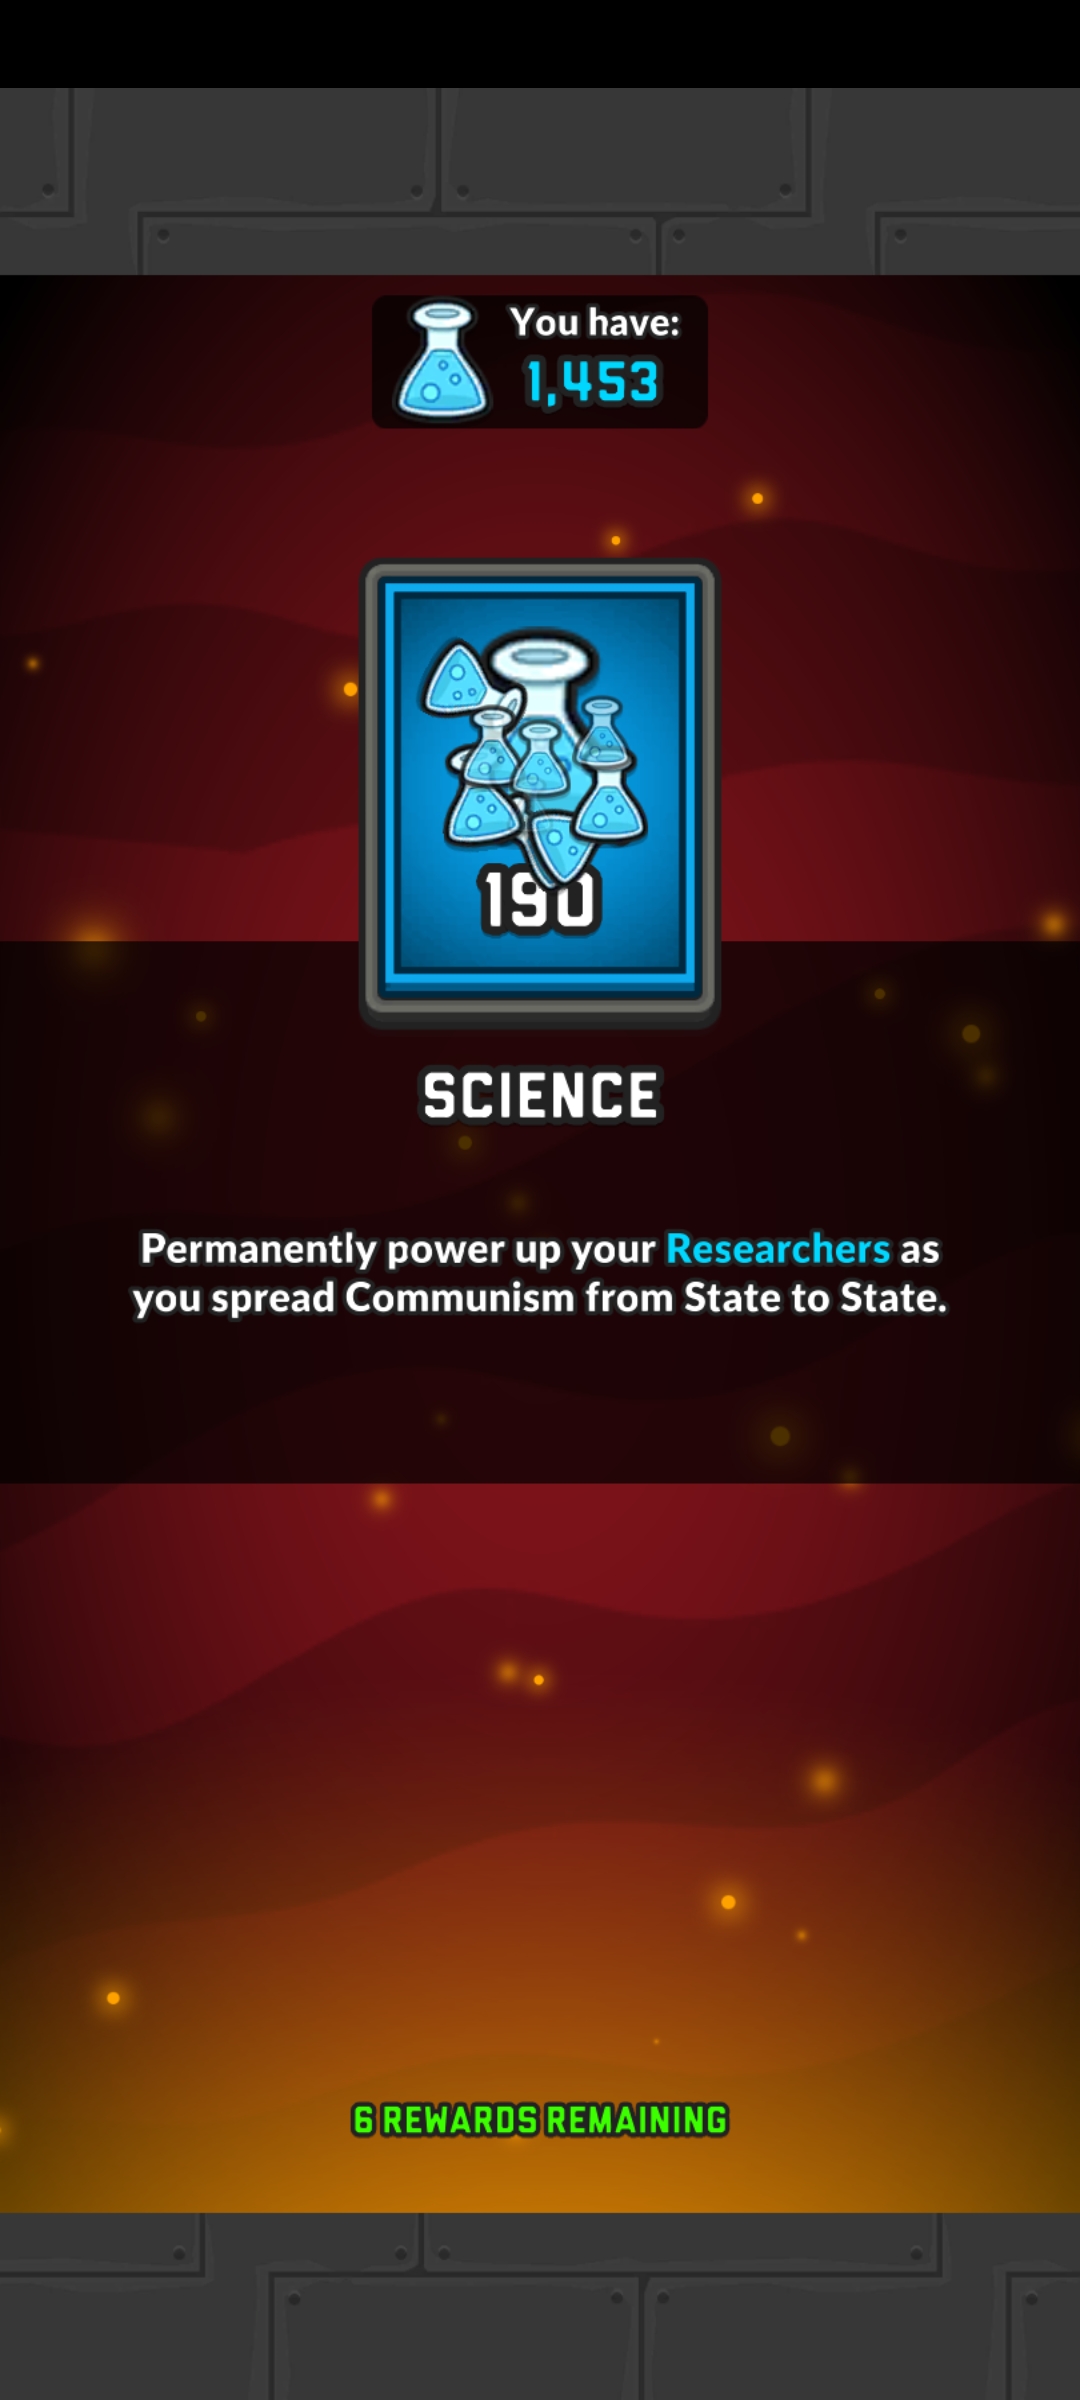 You have:
1,453
190
SCIENCE
Permanently power up your Researchers as
you spread Communism from State to State.
6 REWARDS REMAINING